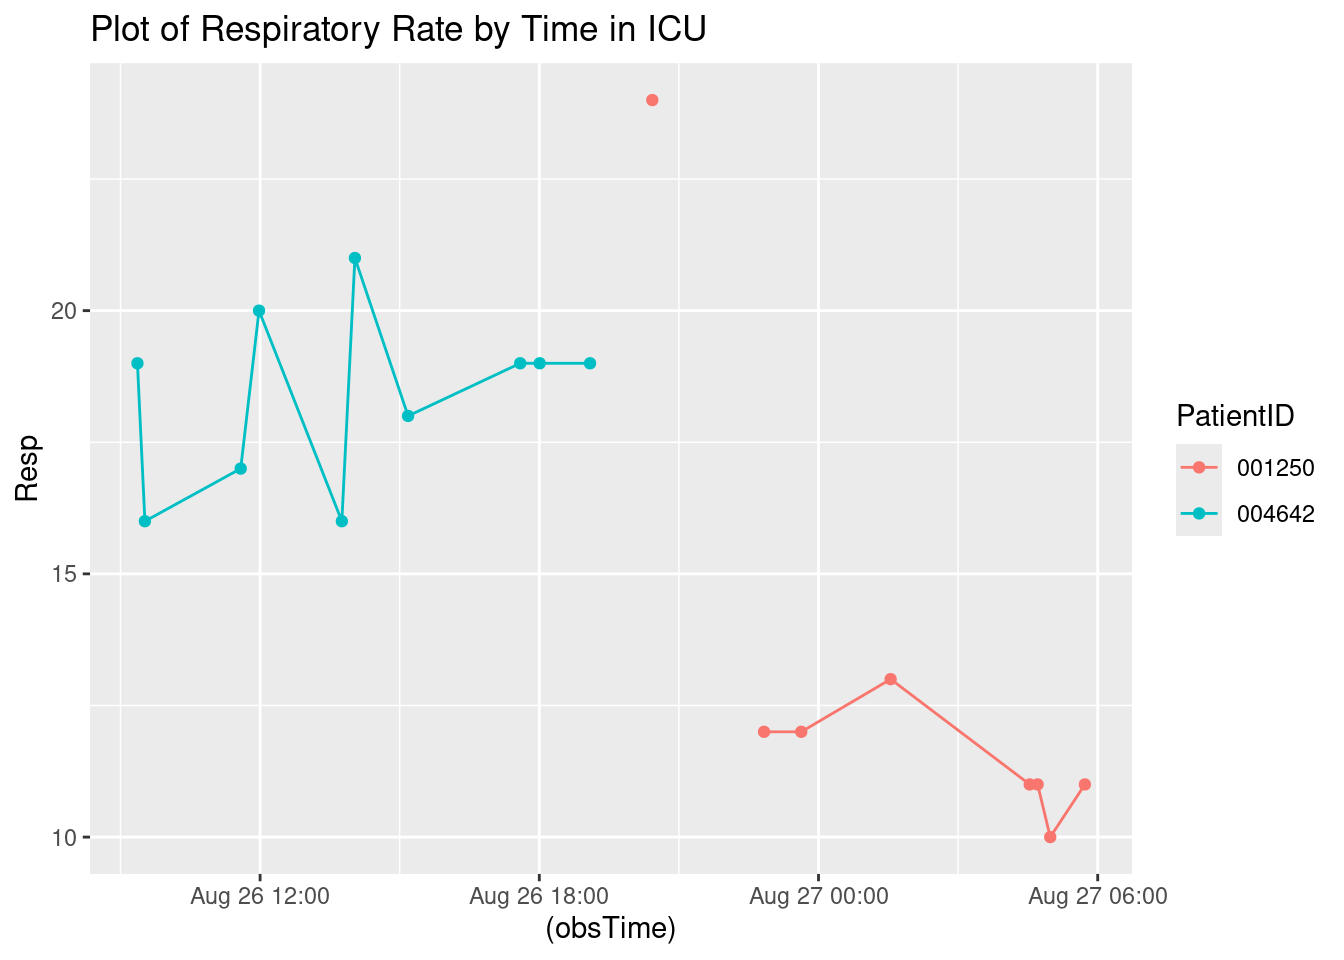 Plot of Respiratory Rate by Time in ICU
Resp
20
15
10
Aug 26 12:00 Aug 26 18:00 Aug 27 00:00 Aug 27 06:00
(obsTime)
PatientID
001250
004642